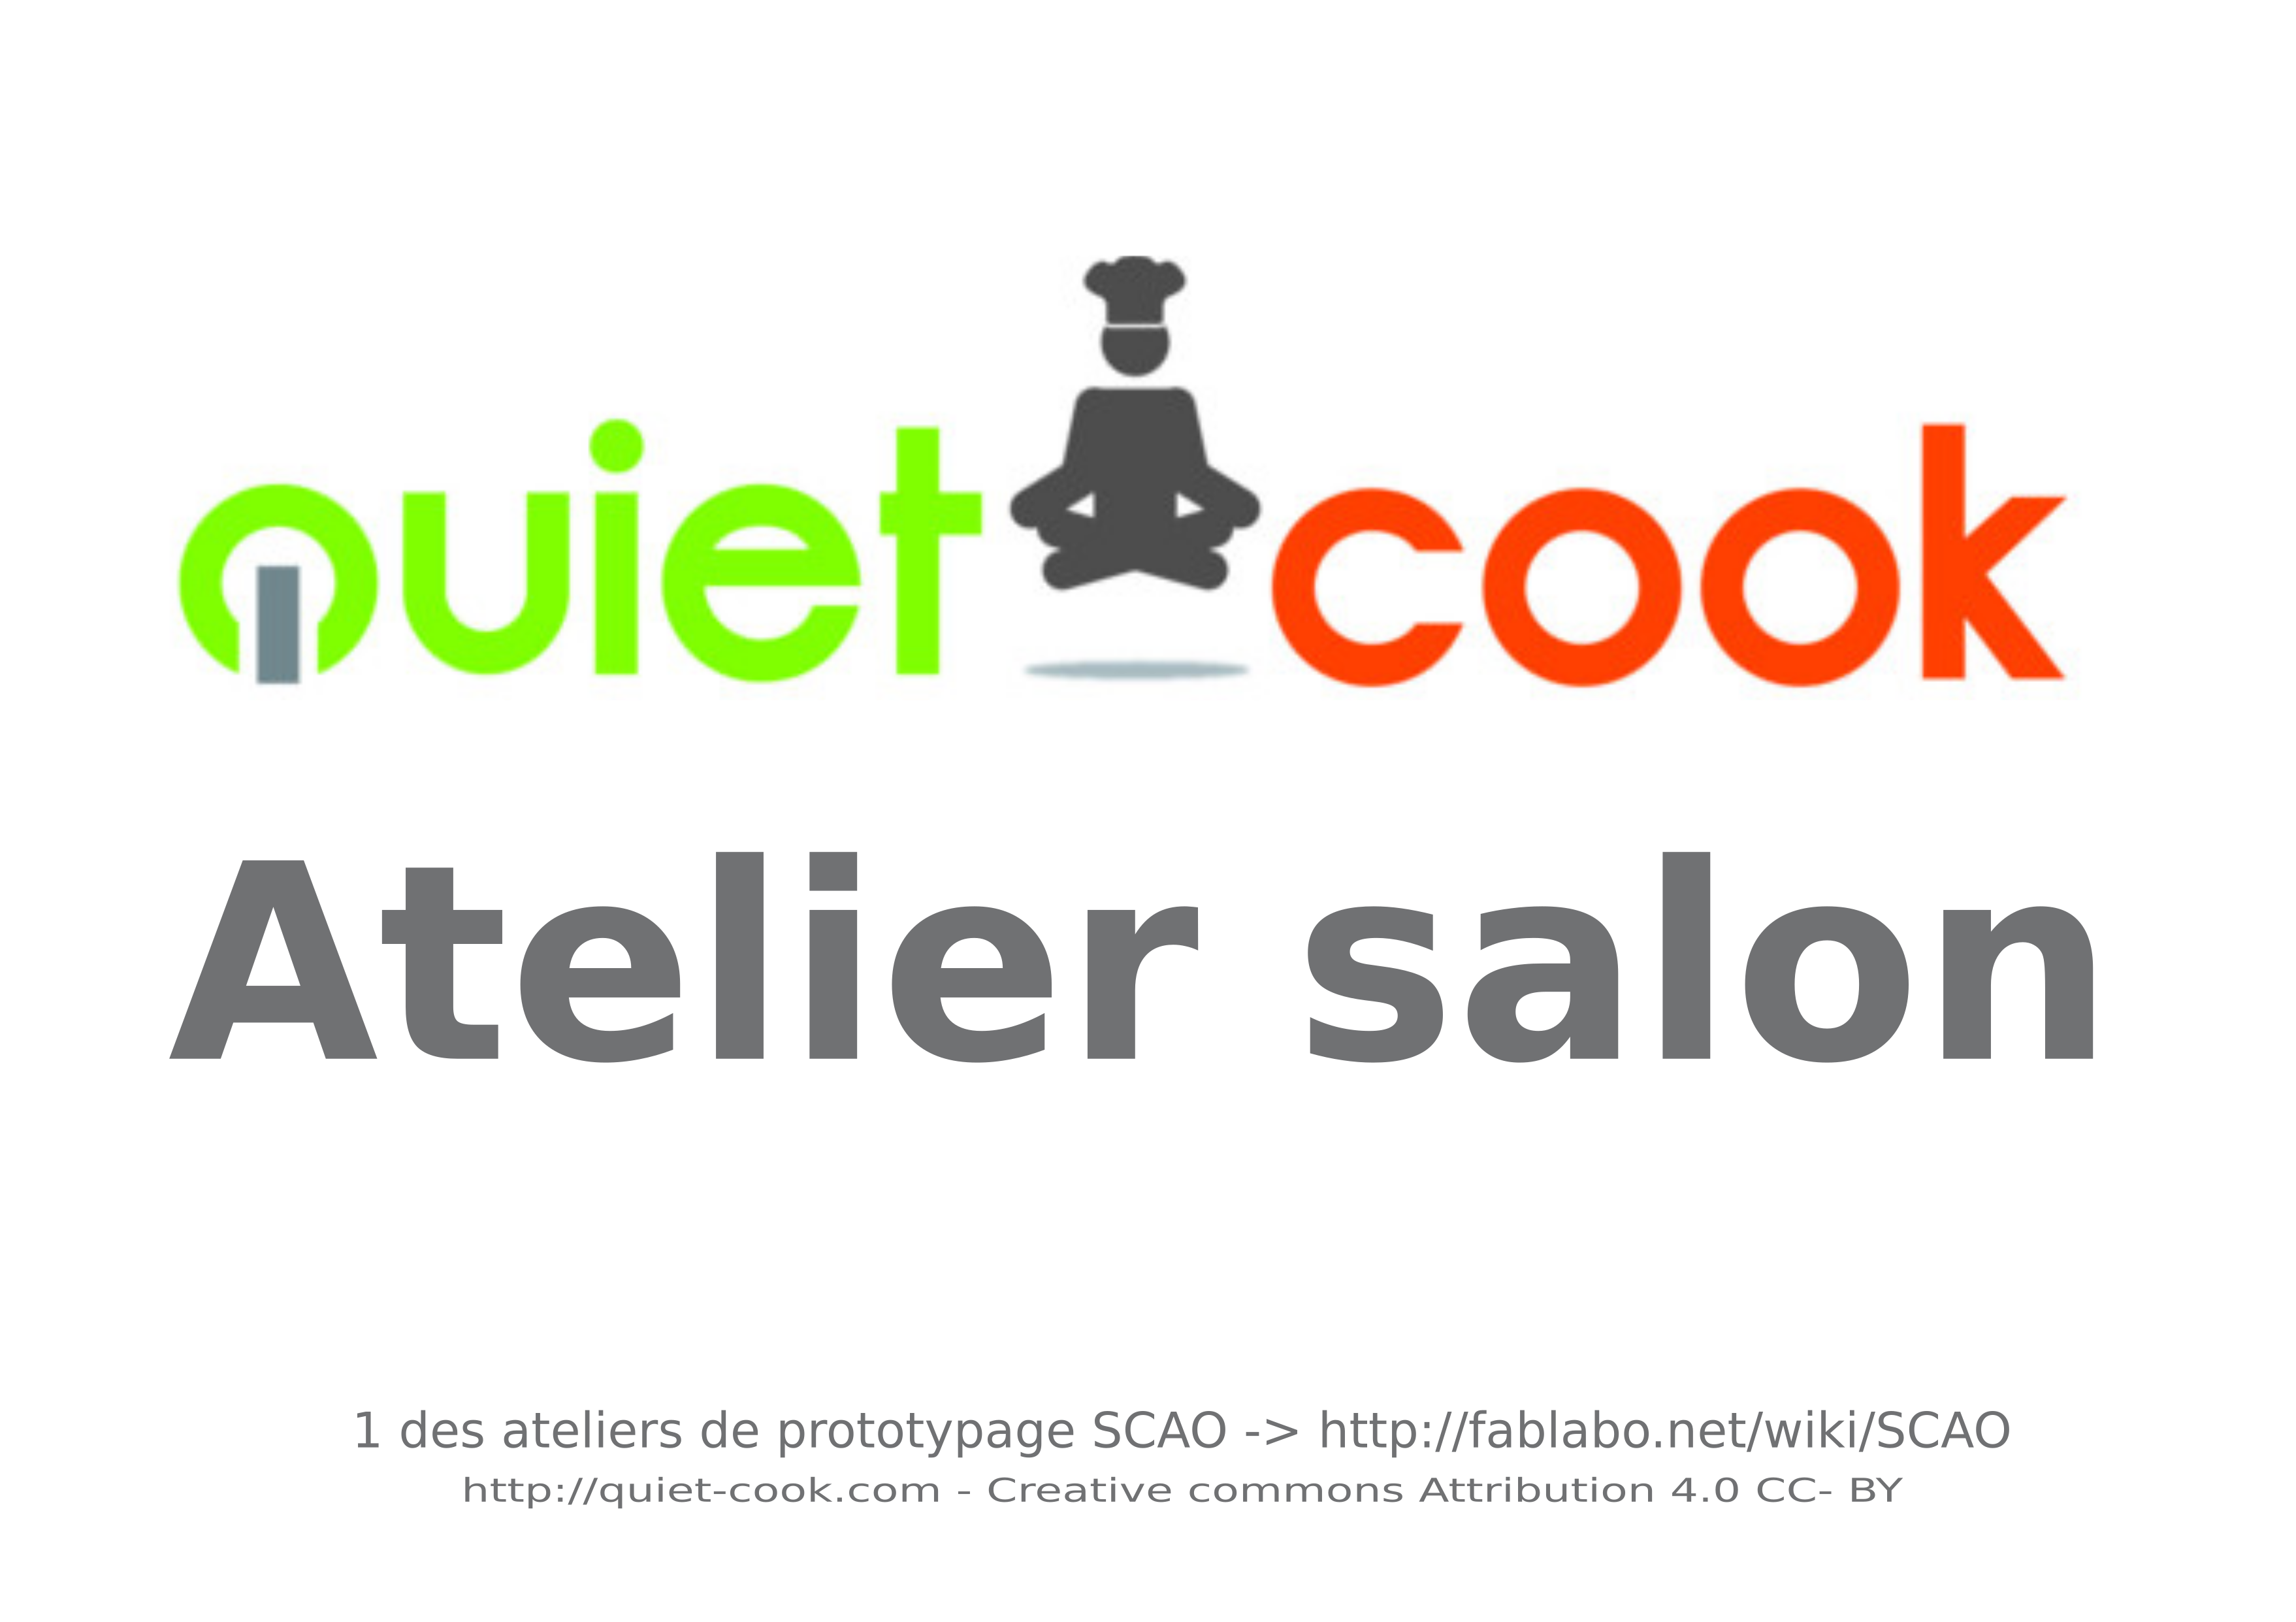 quiet cook
Atelier salon
1 des ateliers de prototypage SCAO -> http://fablabo.net/wiki/SCAO
http://quiet-cook.com - Creative commons Attribution 4.0 CC- BY